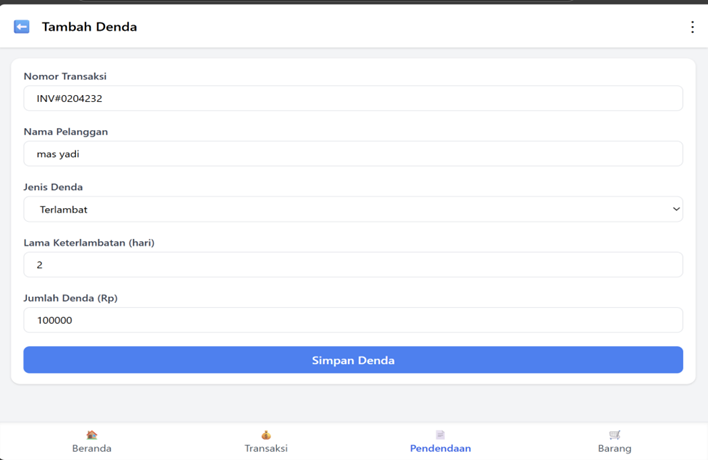 Tambah Denda
Nomor Transaksi
INV#0204232
Nama Pelanggan
mas yadi
Jenis Denda
Terlambat
Lama Keterlambatan (hari)
2
Jumlah Denda (Rp)
100000
Simpan Denda
Beranda Transaksi Pendendaan Barang